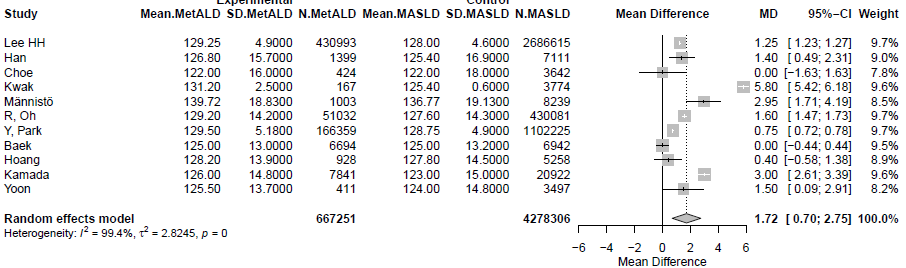 Experimental Control
Study Mean.MetALD SD.MetALD N.MetALD Mean.MASLD SD.MASLD N.MASLD Mean Difference MD 95%−CI Weight
Lee HH 129.25 4.9000 430993 128.00 4.6000 2686615 1.25 [ 1.23; 1.27] 9.7%
Han 126.80 15.7000 1399 125.40 16.9000 7111 1.40 [ 0.49; 2.31] 9.0%
Choe 122.00 16.0000 424 122.00 18.0000 3642 0.00 [−1.63; 1.63] 7.8%
Kwak 131.20 2.5000 167 125.40 0.6000 3774 5.80 [ 5.42; 6.18] 9.6%
Männistö 139.72 18.8300 1003 136.77 19.1300 8239 2.95 [ 1.71; 4.19] 8.5%
R, Oh 129.20 14.2000 51032 127.60 14.3000 430081 1.60 [ 1.47; 1.73] 9.7%
Y, Park 129.50 5.1800 166359 128.75 4.9000 1102225 0.75 [ 0.72; 0.78] 9.7%
Baek 125.00 13.0000 6694 125.00 13.2000 6942 0.00 [−0.44; 0.44] 9.5%
Hoang 128.20 13.9000 928 127.80 14.5000 5258 0.40 [−0.58; 1.38] 8.9%
Kamada 126.00 14.8000 7841 123.00 15.0000 20922 3.00 [ 2.61; 3.39] 9.6%
Yoon 125.50 13.7000 411 124.00 14.8000 3497 1.50 [ 0.09; 2.91] 8.2%
Random effects model 667251 4278306 1.72 [ 0.70; 2.75] 100.0%
Heterogeneity: I² = 99.4%, τ² = 2.8245, p = 0
−6 −4 −2 0 2 4 6
Mean Difference